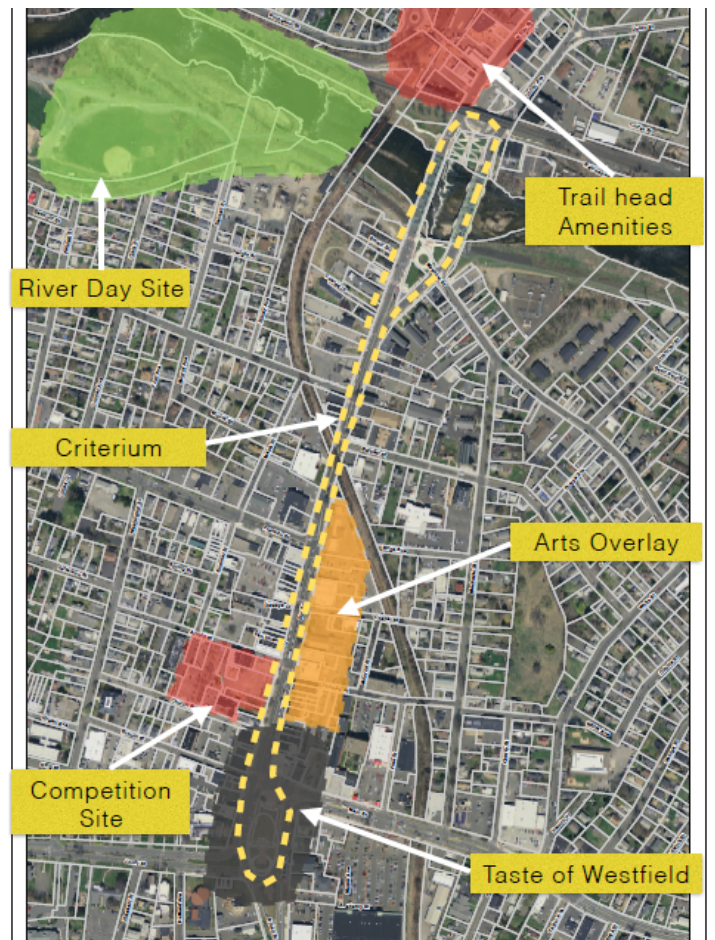 Trail head
Amenities
River Day Site
Criterium
Arts Overlay
Competition
Site
Taste of Westfield